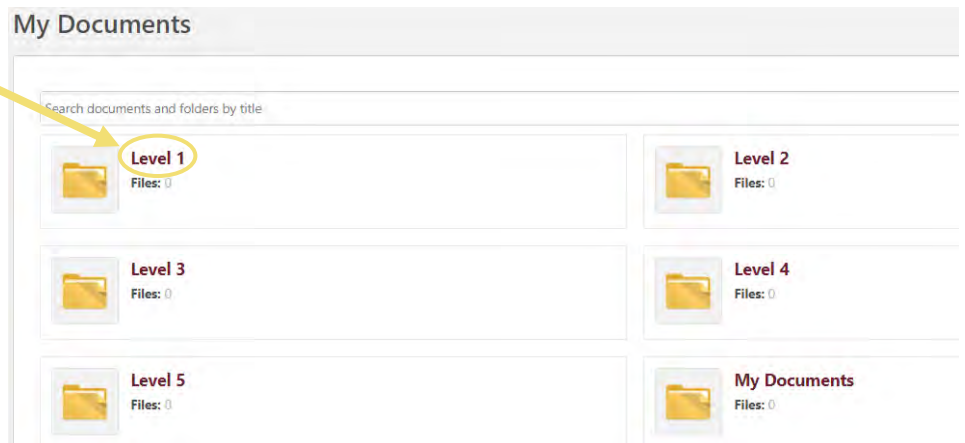 My Documents
Search documents and folders by title
Level 1
Files: 0
Level 2
Files: 0
Level 3
Files: 0
Level 4
Files: 0
Level 5
Files: 0
My Documents
Files: 0